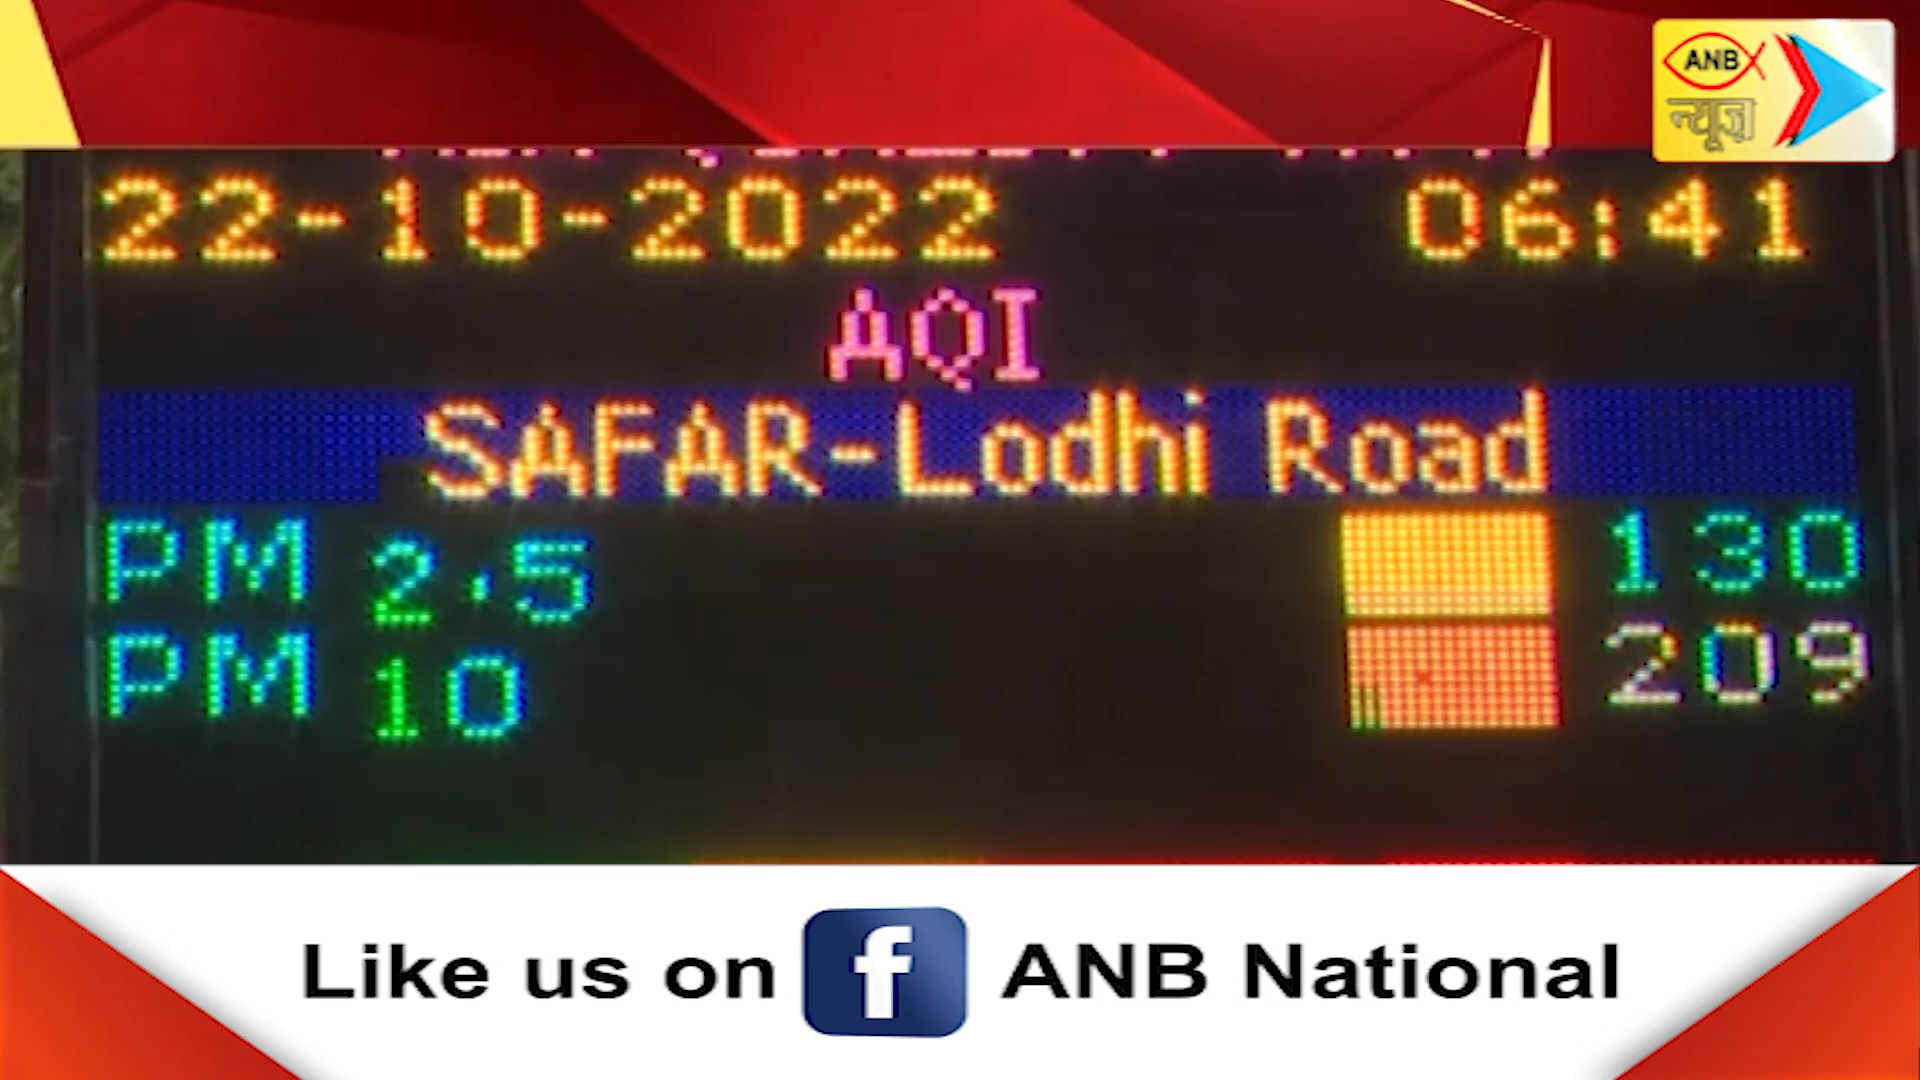 ANB
न्यूज़
22-10-2022 06:41
AQI
SAFAR-Lodhi Road
PM 2.5 130
PM 10 209
Like us on f ANB National